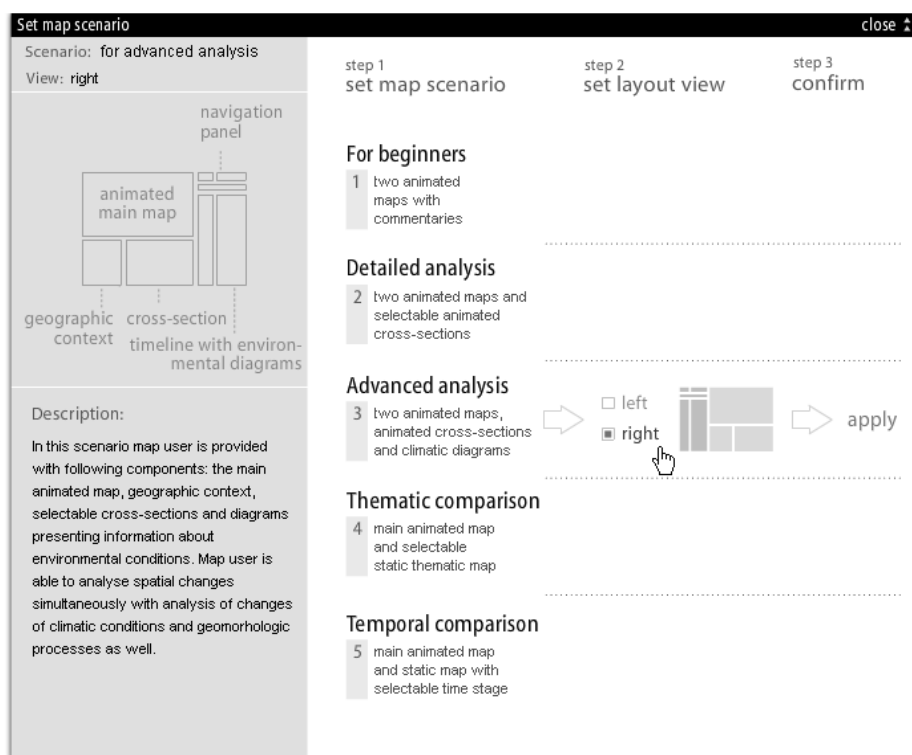 Set map scenario
close
Scenario: for advanced analysis
View: right
navigation
panel
animated
main map
geographic
context
cross-section
timeline with environ-
mental diagrams
Description:
In this scenario map user is provided
with following components: the main
animated map, geographic context,
selectable cross-sections and diagrams
presenting information about
environmental conditions. Map user is
able to analyse spatial changes
simultaneously with analysis of changes
of climatic conditions and geomorhologic
processes as well.
step 1
set map scenario
step 2
set layout view
step 3
confirm
For beginners
1 two animated
maps with
commentaries
Detailed analysis
2 two animated maps and
selectable animated
cross-sections
Advanced analysis
3 two animated maps,
animated cross-sections
and climatic diagrams
left
right
apply
Thematic comparison
4 main animated map
and selectable
static thematic map
Temporal comparison
5 main animated map
and static map with
selectable time stage